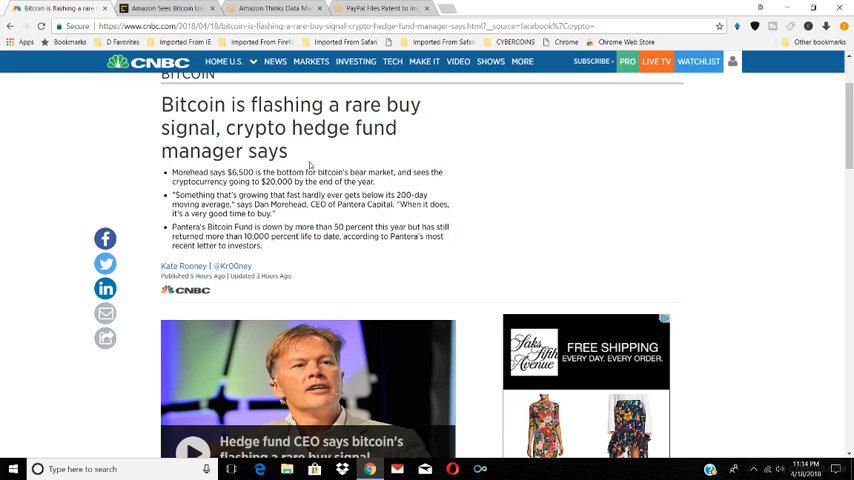 Bitcoin is flashing a rare b
Amazon Sees Bitcoin Us
Amazon Thinks Data Ma
PayPal Files Patent to Imp
Secure
https://www.cnbc.com/2018/04/18/bitcoin-is-flashing-a-rare-buy-signal-crypto-hedge-fund-manager-says.html?__source=facebook%7Ccrypto+
Apps
Bookmarks
D Favorites
Imported From IE
Imported From Firef
Imported From Safar
CYBERCOINS
Chrome
Chrome Web Store
Other bookmarks
CNBC
HOME U.S.
NEWS
MARKETS
INVESTING
TECH
MAKE IT
VIDEO
SHOWS
MORE
SUBSCRIBE
PRO
LIVE TV
WATCHLIST
BITCOIN
Bitcoin is flashing a rare buy
signal, crypto hedge fund
manager says
Morehead says $6,500 is the bottom for bitcoin's bear market, and sees the
cryptocurrency going to $20,000 by the end of the year.
"Something that's growing that fast hardly ever gets below its 200-day
moving average," says Dan Morehead, CEO of Pantera Capital. "When it does,
it's a very good time to buy."
Pantera's Bitcoin Fund is down by more than 50 percent this year but has still
returned more than 10,000 percent life to date, according to Pantera's most
recent letter to investors.
Kate Rooney | @Kr00ney
Published 5 Hours Ago | Updated 3 Hours Ago
CNBC
Saks
Fifth
Avenue
FREE SHIPPING
EVERY DAY. EVERY ORDER.
Hedge fund CEO says bitcoin's
flashing a rare buy signal
Type here to search
11:14 PM
4/18/2018